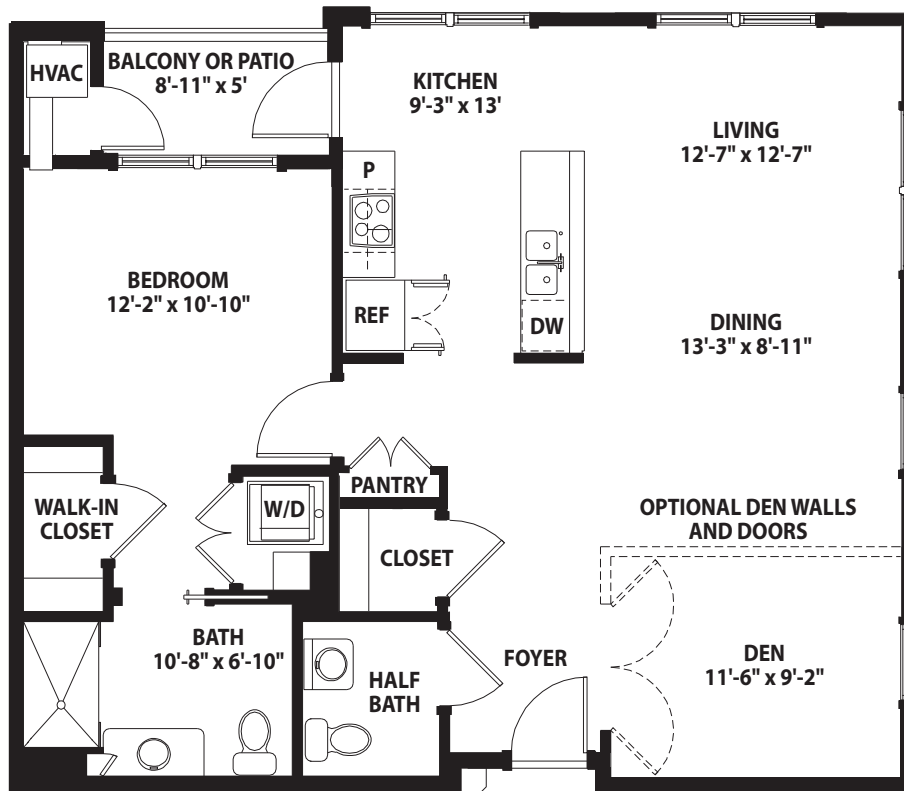 HVAC
BALCONY OR PATIO
8'-11" x 5'
KITCHEN
9'-3" x 13'
LIVING
12'-7" x 12'-7"
P
BEDROOM
12'-2" x 10'-10"
REF
DW
DINING
13'-3" x 8'-11"
PANTRY
WALK-IN
CLOSET
W/D
CLOSET
OPTIONAL DEN WALLS
AND DOORS
BATH
10'-8" x 6'-10"
HALF
BATH
FOYER
DEN
11'-6" x 9'-2"